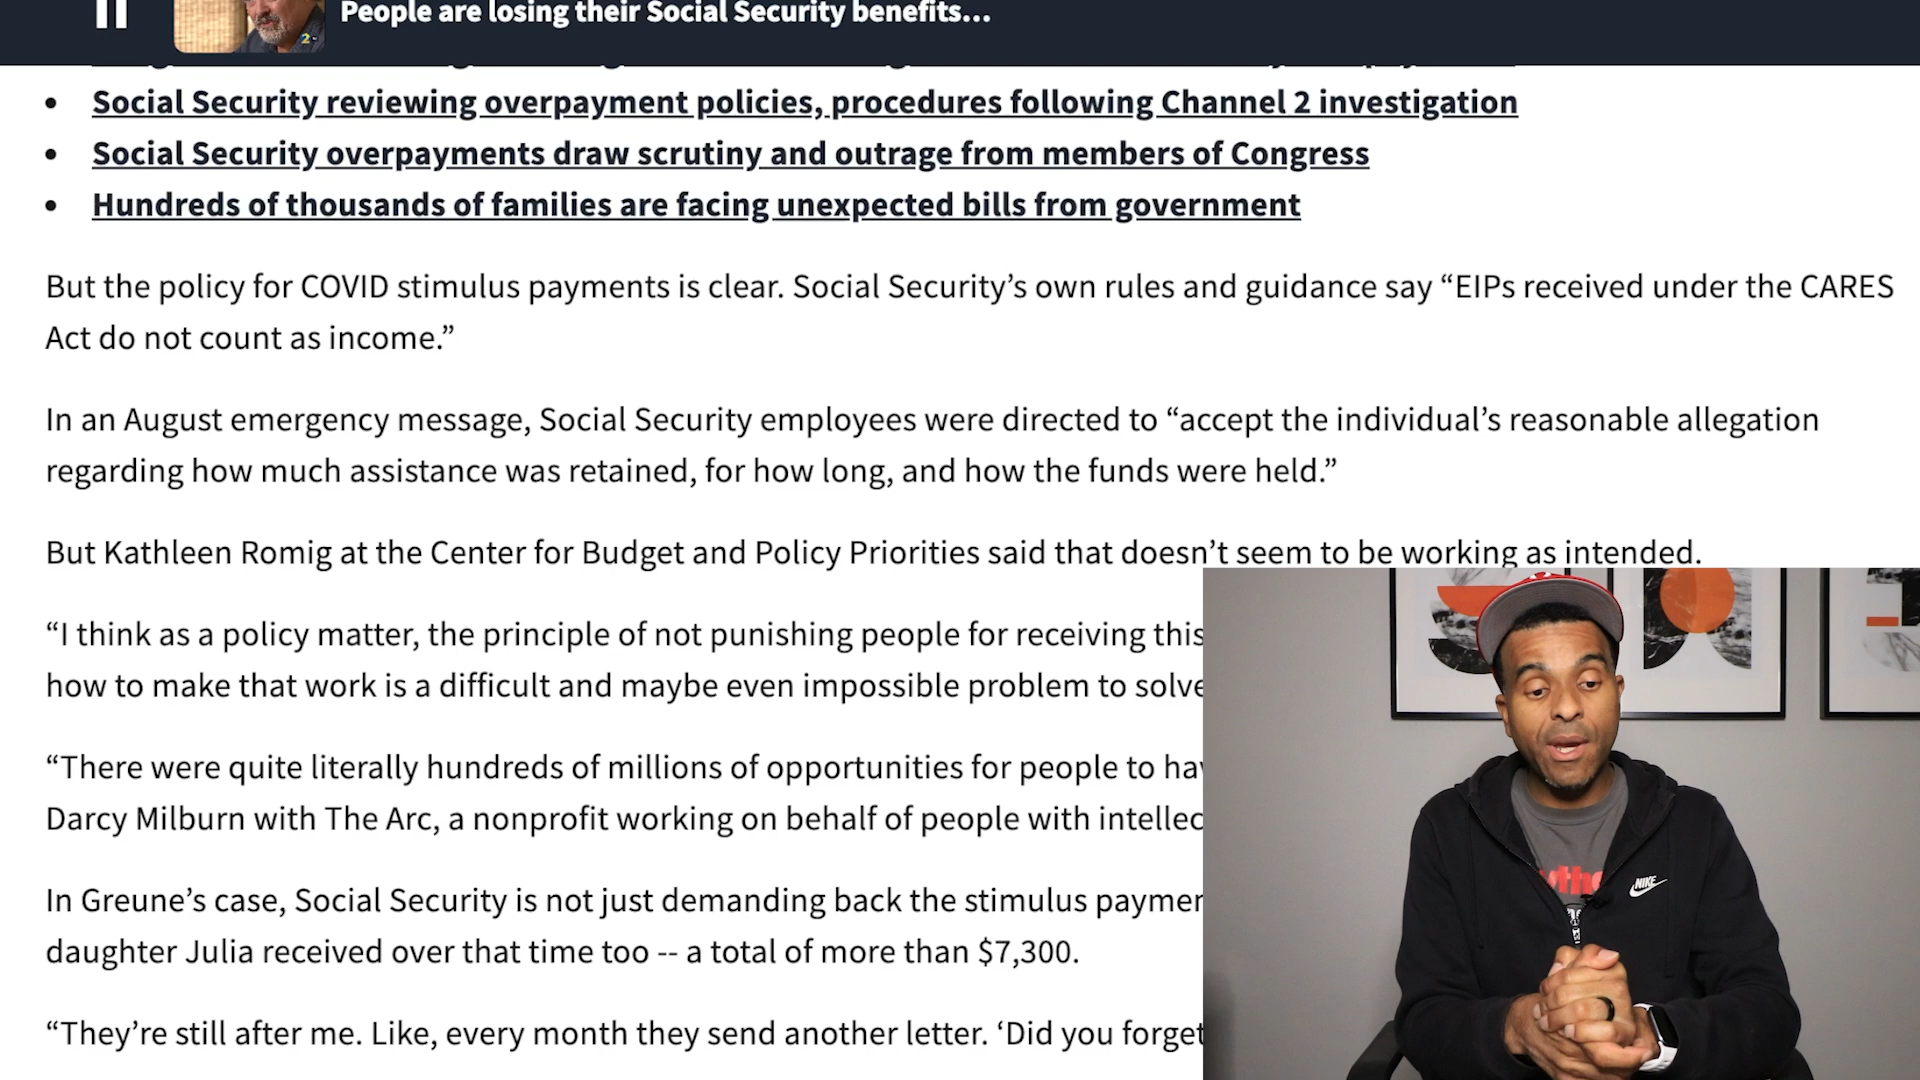 People are losing their Social Security benefits...
Social Security reviewing overpayment policies, procedures following Channel 2 investigation
Social Security overpayments draw scrutiny and outrage from members of Congress
Hundreds of thousands of families are facing unexpected bills from government
But the policy for COVID stimulus payments is clear. Social Security’s own rules and guidance say “EIPs received under the CARES
Act do not count as income.”
In an August emergency message, Social Security employees were directed to “accept the individual’s reasonable allegation
regarding how much assistance was retained, for how long, and how the funds were held.”
But Kathleen Romig at the Center for Budget and Policy Priorities said that doesn’t seem to be working as intended.
“I think as a policy matter, the principle of not punishing people for receiving this
how to make that work is a difficult and maybe even impossible problem to solve
“There were quite literally hundreds of millions of opportunities for people to
Darcy Milburn with The Arc, a nonprofit working on behalf of people with
In Greune’s case, Social Security is not just demanding back the stimulus
daughter Julia received over that time too -- a total of more than $7,300.
“They’re still after me. Like, every month they send another letter. ‘Did you forget
NIKE
2